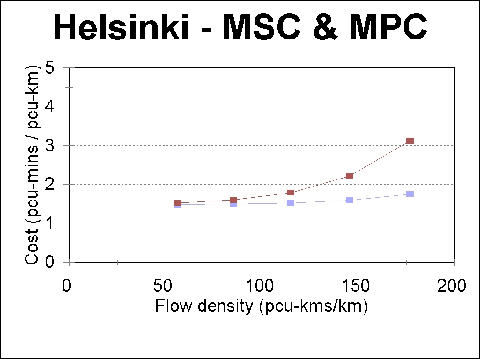 Helsinki - MSC & MPC
5
4
3
2
1
0
Cost (pcu-mins / pcu-km)
0 50 100 150 200
Flow density (pcu-kms/km)